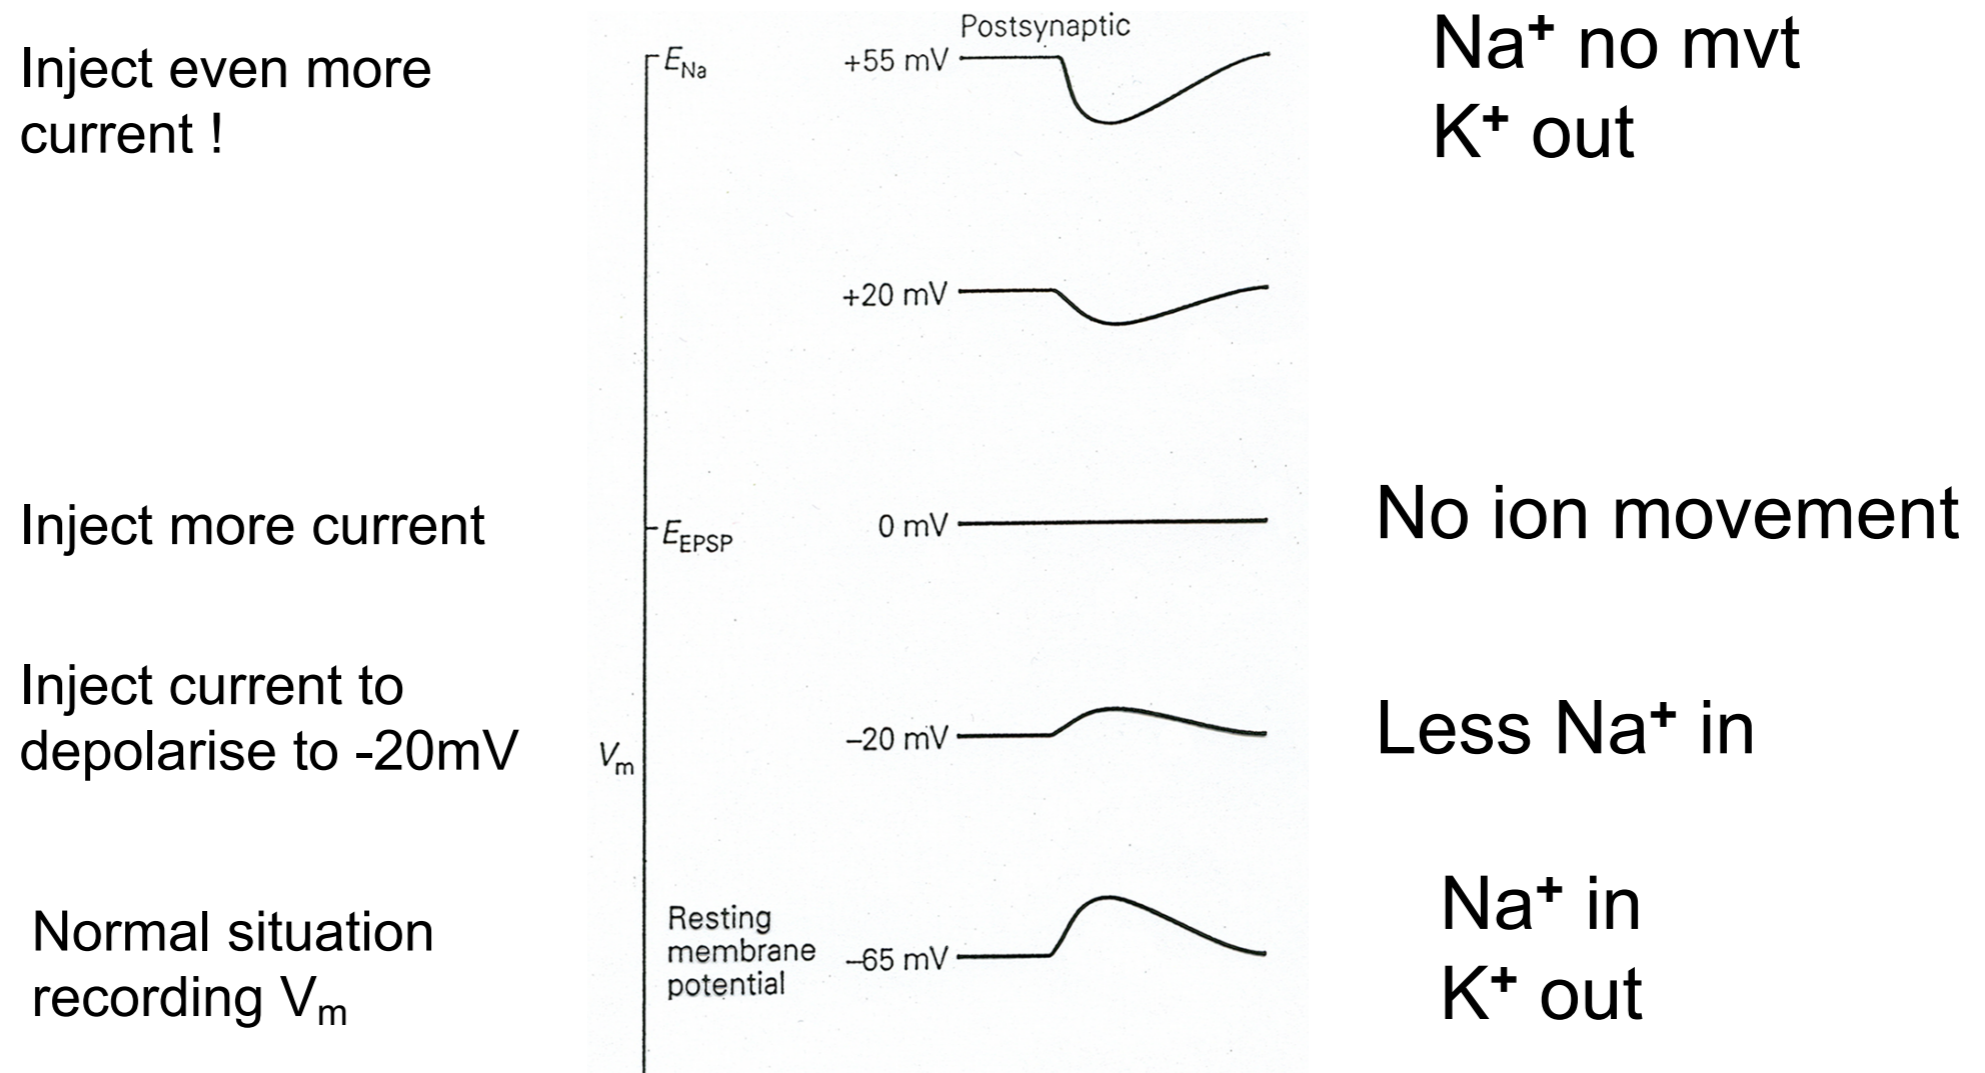 Postsynaptic
Inject even more
current !
E_Na
+55 mV
Na⁺ no mvt
K⁺ out
+20 mV
Inject more current
E_EPSP
0 mV
No ion movement
Inject current to
depolarise to -20mV
V_m
–20 mV
Less Na⁺ in
Normal situation
recording V_m
Resting
membrane
potential
–65 mV
Na⁺ in
K⁺ out